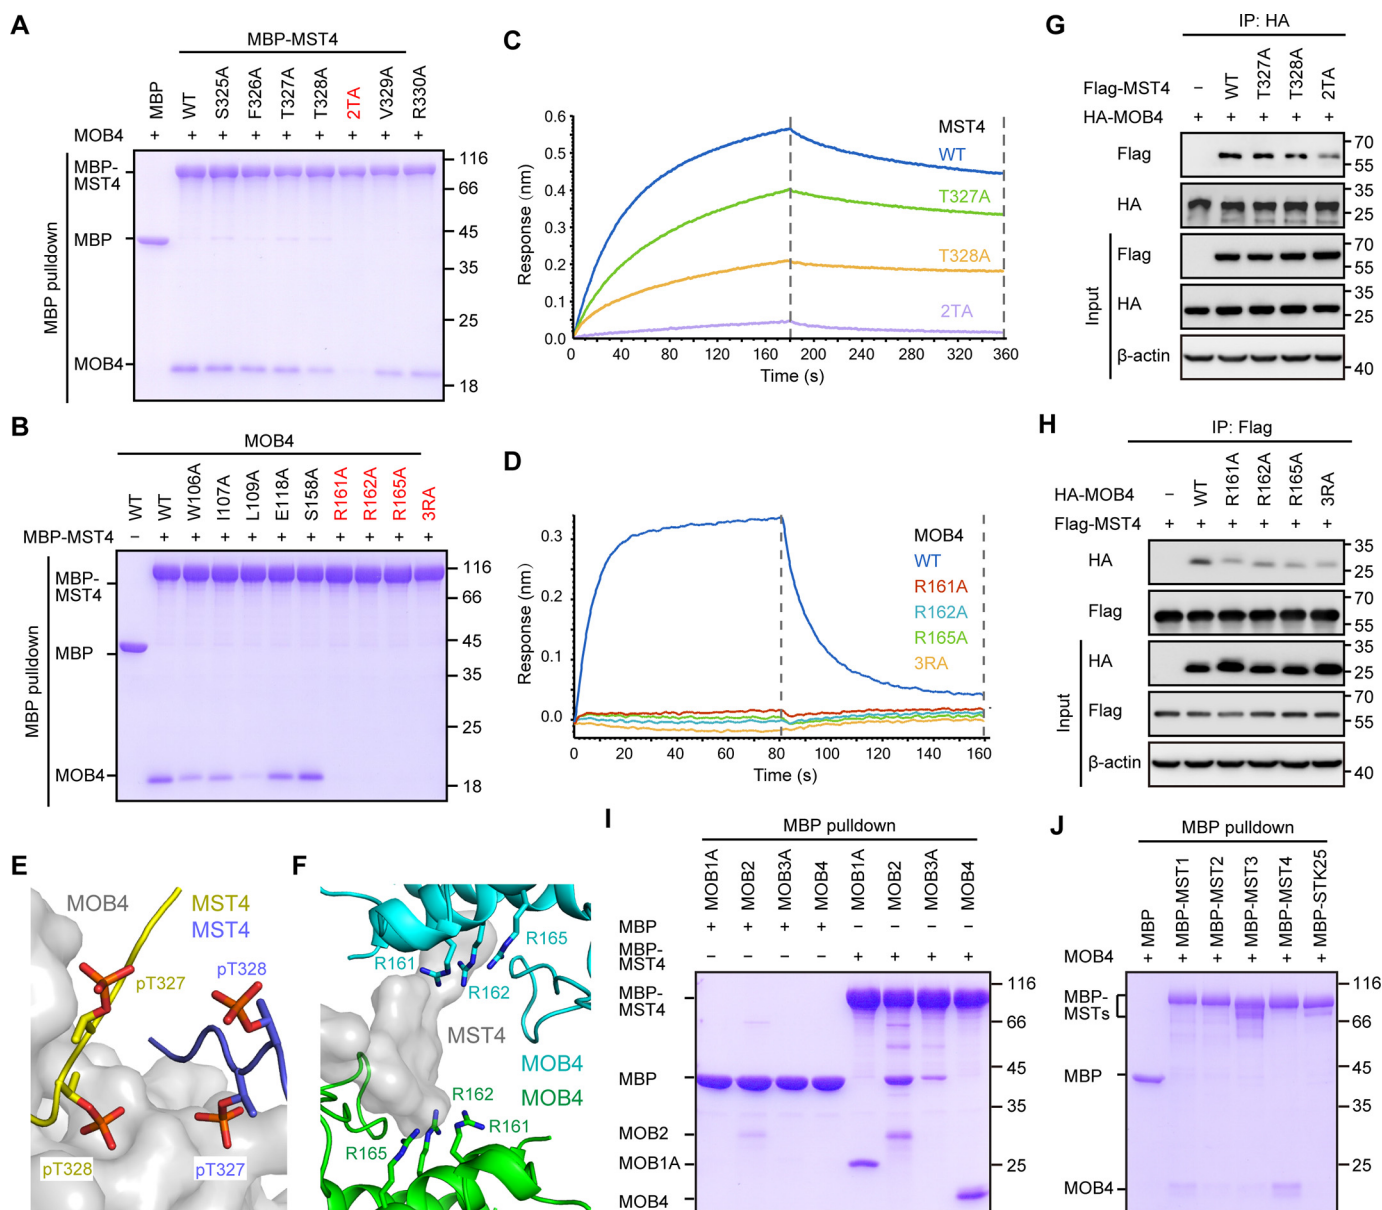 A
MBP-MST4
MBP
WT
S325A
F326A
T327A
T328A
2TA
V329A
R330A
MOB4 + + + + + + + + +
MBP pulldown
MBP-
MST4
MBP
MOB4
116
66
45
35
25
18
B
MOB4
WT
WT
W106A
I107A
L109A
E118A
S158A
R161A
R162A
R165A
3RA
MBP-MST4 – + + + + + + + + + +
MBP pulldown
MBP-
MST4
MBP
MOB4
116
66
45
35
25
18
C
Response (nm)
0.6
0.5
0.4
0.3
0.2
0.1
0.0
0 40 80 120 160 200 240 280 320 360
Time (s)
MST4
WT
T327A
T328A
2TA
D
Response (nm)
0.3
0.2
0.1
0.0
0 20 40 60 80 100 120 140 160
Time (s)
MOB4
WT
R161A
R162A
R165A
3RA
E
MOB4
MST4
MST4
pT327
pT328
pT328
pT327
F
R165
R161
R162
MST4
MOB4
MOB4
R162
R161
R165
G
IP: HA
Flag-MST4 – WT T327A T328A 2TA
HA-MOB4 + + + + +
Flag 70 55
HA 35 25
Input
Flag 70 55
HA 35 25
β-actin 40
H
IP: Flag
HA-MOB4 – WT R161A R162A R165A 3RA
Flag-MST4 + + + + + +
HA 35 25
Flag 70 55
Input
HA 35 25
Flag 70 55
β-actin 40
I
MBP pulldown
MOB1A
MOB2
MOB3A
MOB4
MOB1A
MOB2
MOB3A
MOB4
MBP + + + + – – – –
MBP-
MST4 – – – – + + + +
MBP-
MST4
MBP
MOB2
MOB1A
MOB4
116
66
45
35
25
J
MBP pulldown
MBP
MBP-MST1
MBP-MST2
MBP-MST3
MBP-MST4
MBP-STK25
MOB4 + + + + + +
MBP-
MSTs
MBP
MOB4
116
66
45
35
25